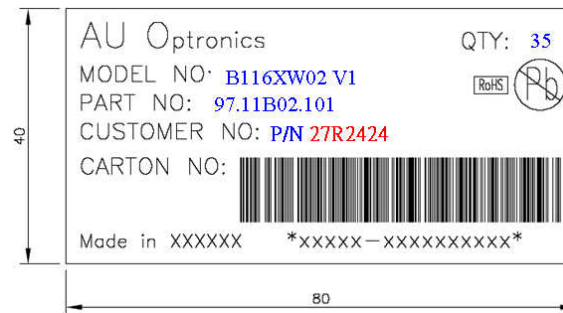 AU Optronics
QTY: 35
MODEL NO: B116XW02 V1
RoHS
Pb
PART NO: 97.11B02.101
CUSTOMER NO: P/N 27R2424
CARTON NO:
Made in XXXXXX *XXXXX-XXXXXXXXXX*
40
80